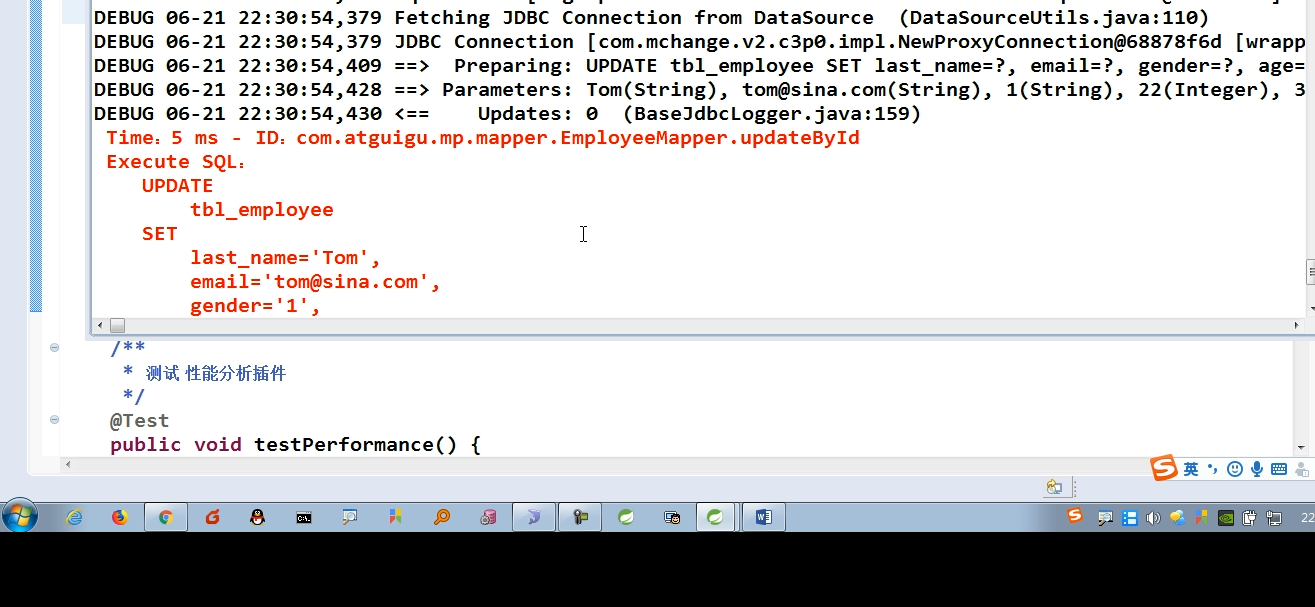 DEBUG 06-21 22:30:54,379 Fetching JDBC Connection from DataSource  (DataSourceUtils.java:110)
DEBUG 06-21 22:30:54,379 JDBC Connection [com.mchange.v2.c3p0.impl.NewProxyConnection@68878f6d [wrapp
DEBUG 06-21 22:30:54,409 ==>  Preparing: UPDATE tbl_employee SET last_name=?, email=?, gender=?, age=
DEBUG 06-21 22:30:54,428 ==> Parameters: Tom(String), tom@sina.com(String), 1(String), 22(Integer), 3
DEBUG 06-21 22:30:54,430 <==    Updates: 0  (BaseJdbcLogger.java:159)
Time：5 ms - ID：com.atguigu.mp.mapper.EmployeeMapper.updateById
Execute SQL：
UPDATE
tbl_employee
SET
last_name='Tom',
email='tom@sina.com',
gender='1',
/**
* 测试 性能分析插件
*/
@Test
public void testPerformance() {
英
22